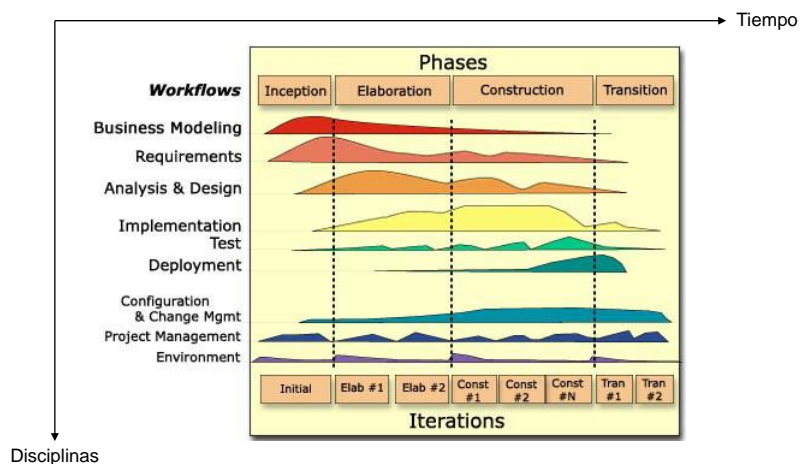 Tiempo
Phases
Workflows
Inception
Elaboration
Construction
Transition
Business Modeling
Requirements
Analysis & Design
Implementation
Test
Deployment
Configuration
& Change Mgmt
Project Management
Environment
Initial
Elab #1
Elab #2
Const
#1
Const
#2
Const
#N
Tran
#1
Tran
#2
Iterations
Disciplinas